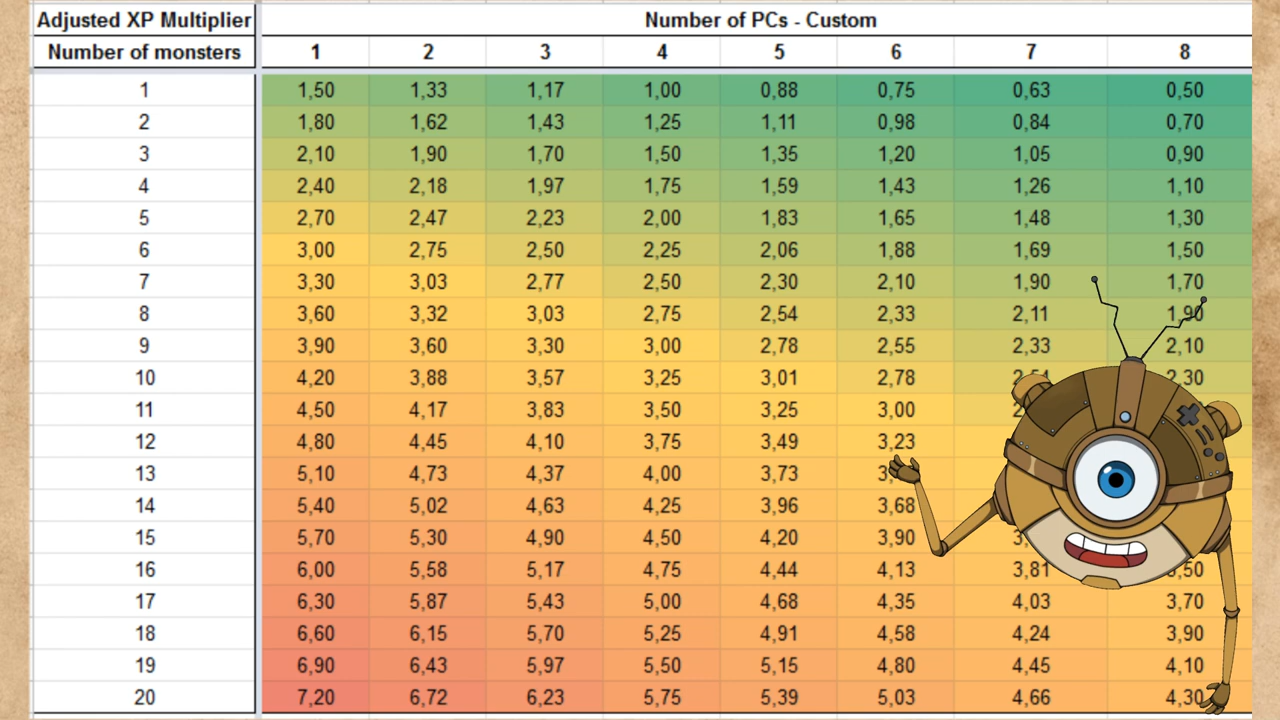 Adjusted XP Multiplier Number of PCs - Custom
Number of monsters 1 2 3 4 5 6 7 8
1 1,50 1,33 1,17 1,00 0,88 0,75 0,63 0,50
2 1,80 1,62 1,43 1,25 1,11 0,98 0,84 0,70
3 2,10 1,90 1,70 1,50 1,35 1,20 1,05 0,90
4 2,40 2,18 1,97 1,75 1,59 1,43 1,26 1,10
5 2,70 2,47 2,23 2,00 1,83 1,65 1,48 1,30
6 3,00 2,75 2,50 2,25 2,06 1,88 1,69 1,50
7 3,30 3,03 2,77 2,50 2,30 2,10 1,90 1,70
8 3,60 3,32 3,03 2,75 2,54 2,33 2,11 1,90
9 3,90 3,60 3,30 3,00 2,78 2,55 2,33 2,10
10 4,20 3,88 3,57 3,25 3,01 2,78 2,30
11 4,50 4,17 3,83 3,50 3,25 3,00
12 4,80 4,45 4,10 3,75 3,49 3,23
13 5,10 4,73 4,37 4,00 3,73
14 5,40 5,02 4,63 4,25 3,96 3,68
15 5,70 5,30 4,90 4,50 4,20 3,90
16 6,00 5,58 5,17 4,75 4,44 4,13 3,81
17 6,30 5,87 5,43 5,00 4,68 4,35 4,03 3,70
18 6,60 6,15 5,70 5,25 4,91 4,58 4,24 3,90
19 6,90 6,43 5,97 5,50 5,15 4,80 4,45 4,10
20 7,20 6,72 6,23 5,75 5,39 5,03 4,66 4,30